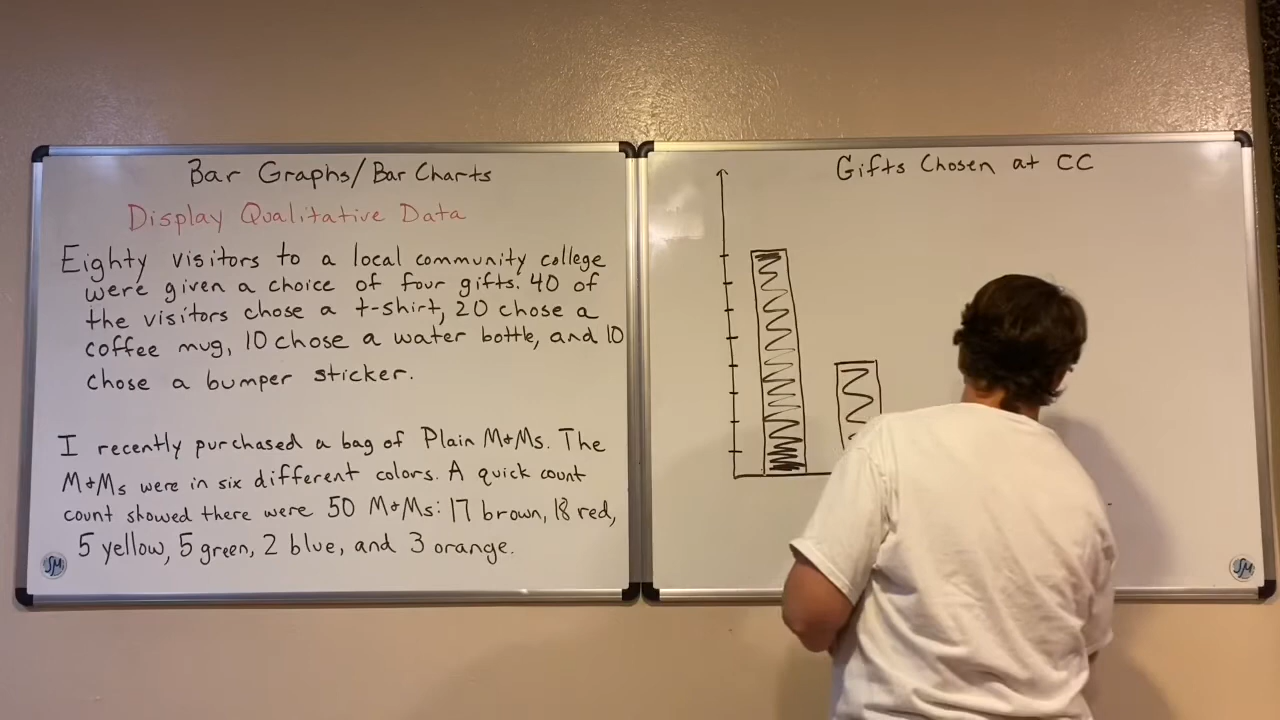 Bar Graphs/Bar Charts
Display Qualitative Data
Eighty visitors to a local community college
were given a choice of four gifts. 40 of
the visitors chose a t-shirt, 20 chose a
coffee mug, 10 chose a water bottle, and 10
chose a bumper sticker.
I recently purchased a bag of Plain M+Ms. The
M+Ms were in six different colors. A quick count
count showed there were 50 M+Ms: 17 brown, 18 red,
5 yellow, 5 green, 2 blue, and 3 orange.
SM
Gifts Chosen at CC
SM